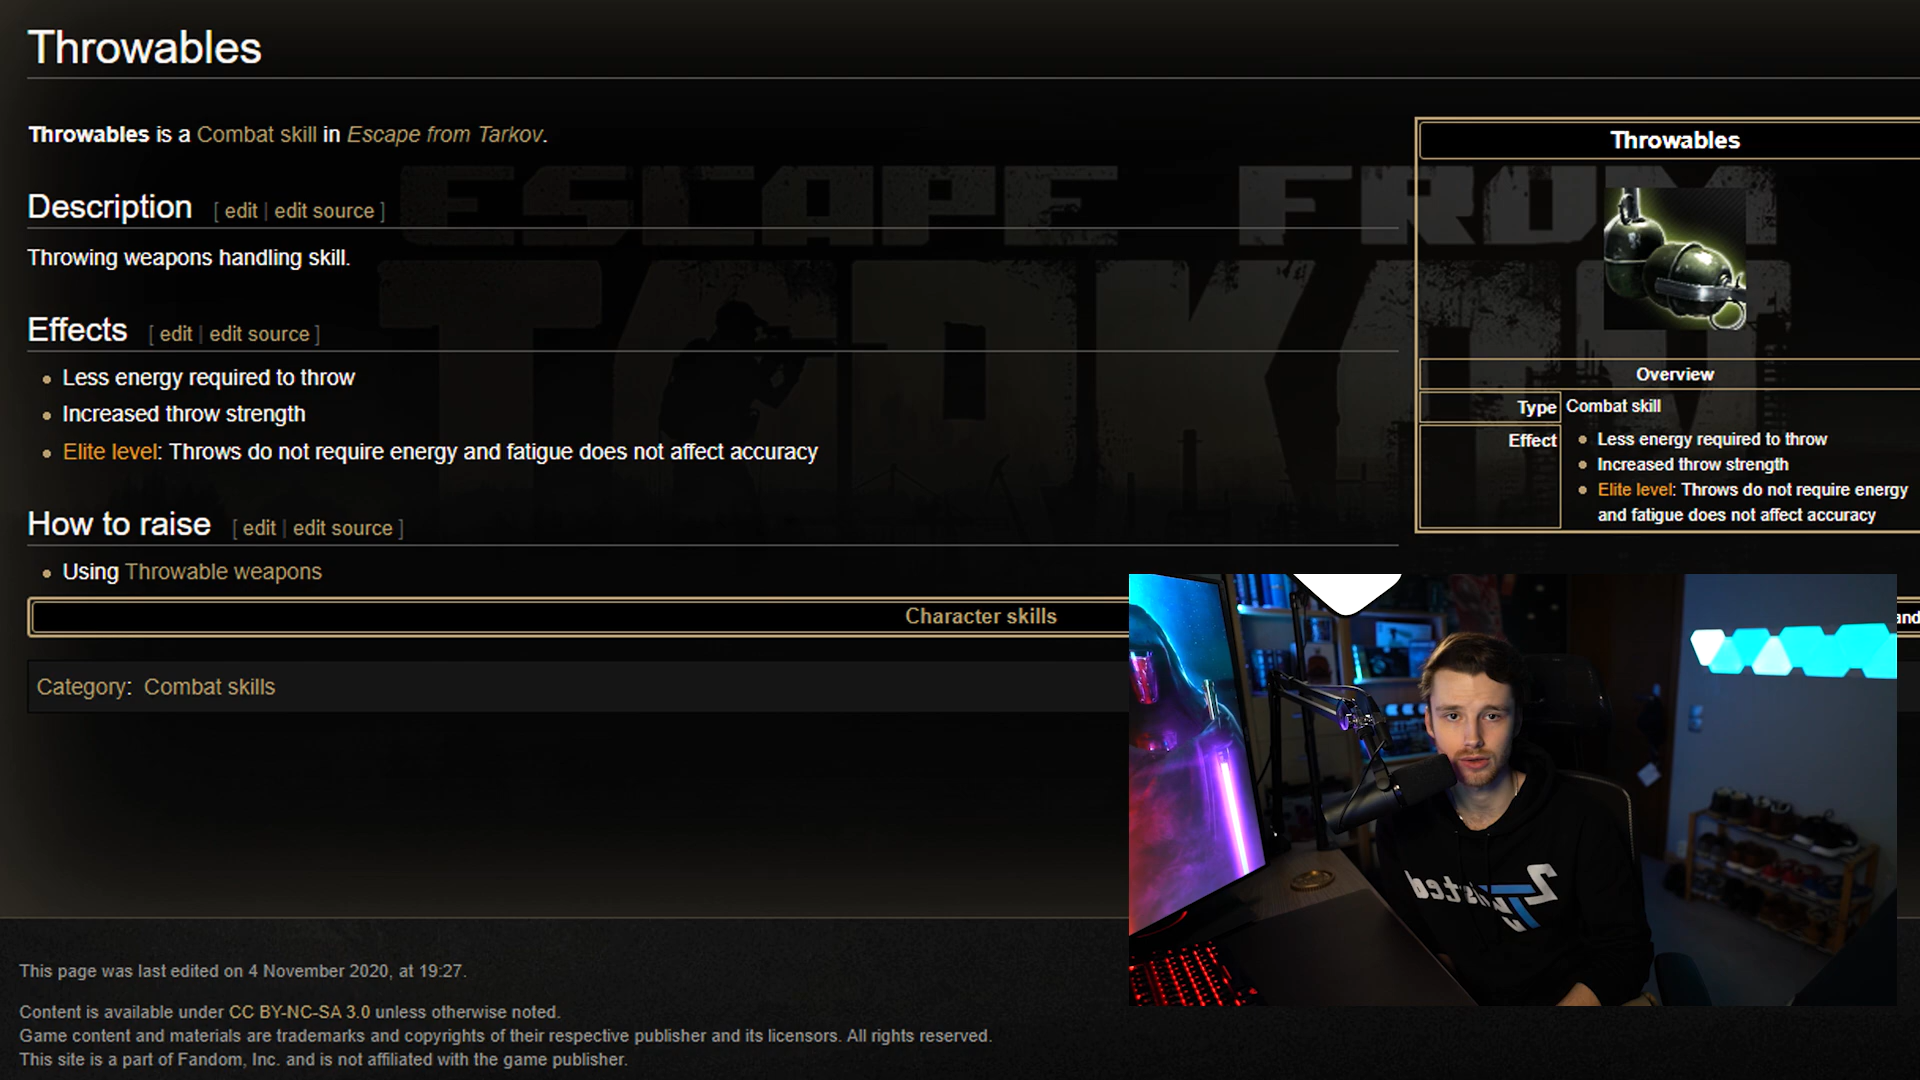 Throwables
Throwables is a Combat skill in Escape from Tarkov.
ESCAPE FROM
TARKOV
Description [ edit | edit source ]
Throwing weapons handling skill.
Effects [ edit | edit source ]
Less energy required to throw
Increased throw strength
Elite level: Throws do not require energy and fatigue does not affect accuracy
How to raise [ edit | edit source ]
Using Throwable weapons
Character skills
Category: Combat skills
Throwables
Overview
Type Combat skill
Effect
Less energy required to throw
Increased throw strength
Elite level: Throws do not require energy
and fatigue does not affect accuracy
This page was last edited on 4 November 2020, at 19:27.
Content is available under CC BY-NC-SA 3.0 unless otherwise noted.
Game content and materials are trademarks and copyrights of their respective publisher and its licensors. All rights reserved.
This site is a part of Fandom, Inc. and is not affiliated with the game publisher.